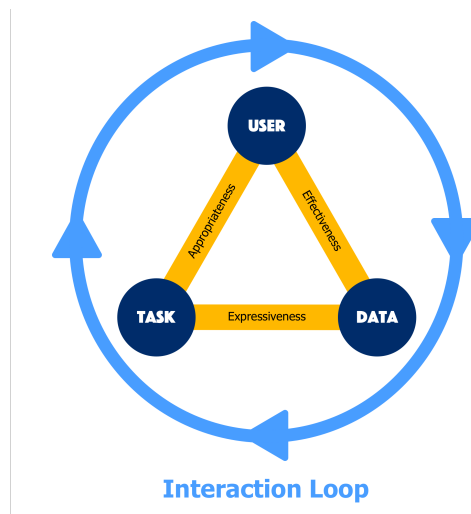 USER
Appropriateness
Effectiveness
TASK
Expressiveness
DATA
Interaction Loop